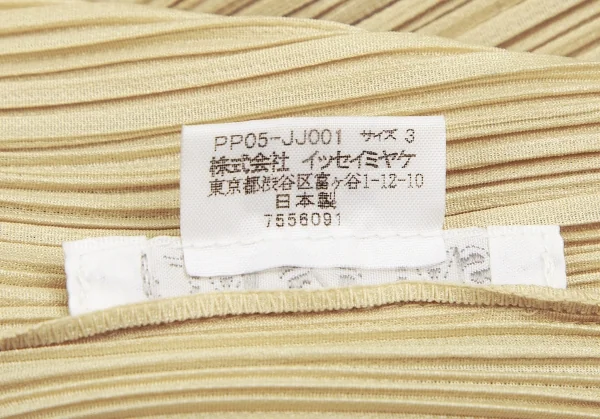 PP05-JJ001 サイズ 3
株式会社 イッセイミヤケ
東京都渋谷区富ヶ谷1-12-10
日本製
7556091